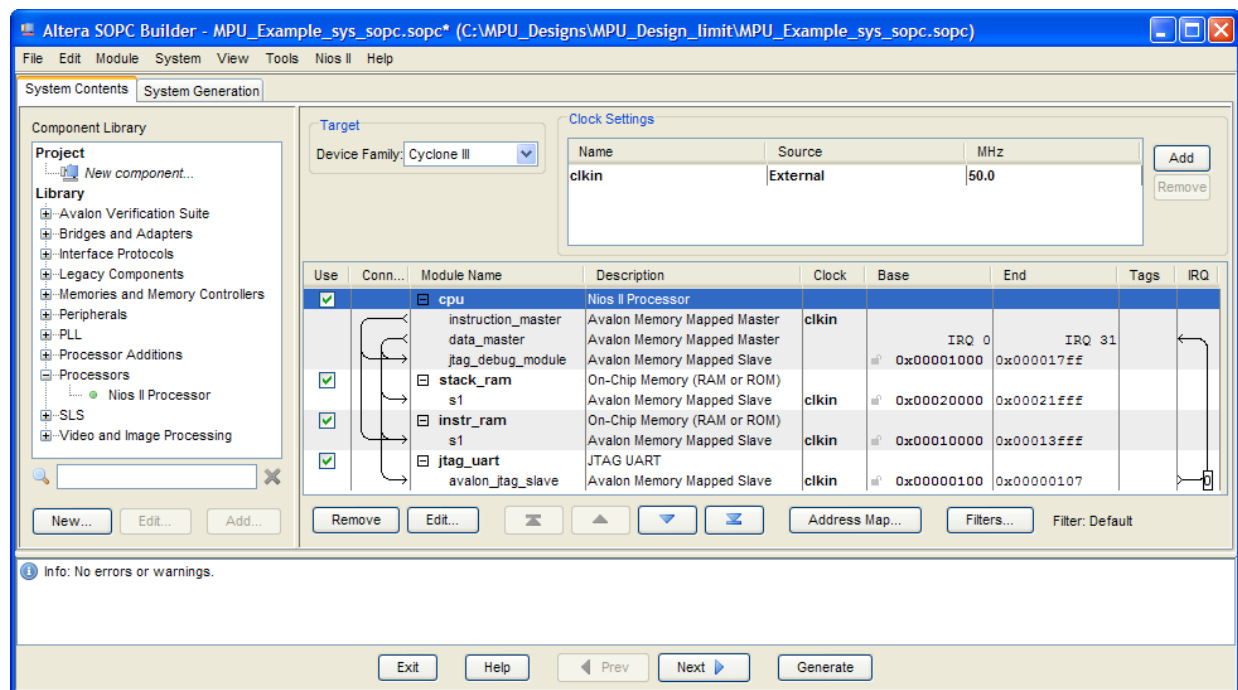 Altera SOPC Builder - MPU_Example_sys_sopc.sopc* (C:\MPU_Designs\MPU_Design_limit\MPU_Example_sys_sopc.sopc)
File Edit Module System View Tools Nios II Help
System Contents System Generation
Component Library
Project
New component...
Library
Avalon Verification Suite
Bridges and Adapters
Interface Protocols
Legacy Components
Memories and Memory Controllers
Peripherals
PLL
Processor Additions
Processors
Nios II Processor
SLS
Video and Image Processing
New... Edit... Add...
Target
Device Family: Cyclone III
Clock Settings
Name Source MHz
clkin External 50.0
Add
Remove
Use Conn... Module Name Description Clock Base End Tags IRQ
cpu Nios II Processor
instruction_master Avalon Memory Mapped Master clkin
data_master Avalon Memory Mapped Master IRQ 0 IRQ 31
jtag_debug_module Avalon Memory Mapped Slave 0x00001000 0x000017ff
stack_ram On-Chip Memory (RAM or ROM)
s1 Avalon Memory Mapped Slave clkin 0x00020000 0x00021fff
instr_ram On-Chip Memory (RAM or ROM)
s1 Avalon Memory Mapped Slave clkin 0x00010000 0x00013fff
jtag_uart JTAG UART
avalon_jtag_slave Avalon Memory Mapped Slave clkin 0x00000100 0x00000107 0
Remove Edit... Address Map... Filters... Filter: Default
Info: No errors or warnings.
Exit Help Prev Next Generate